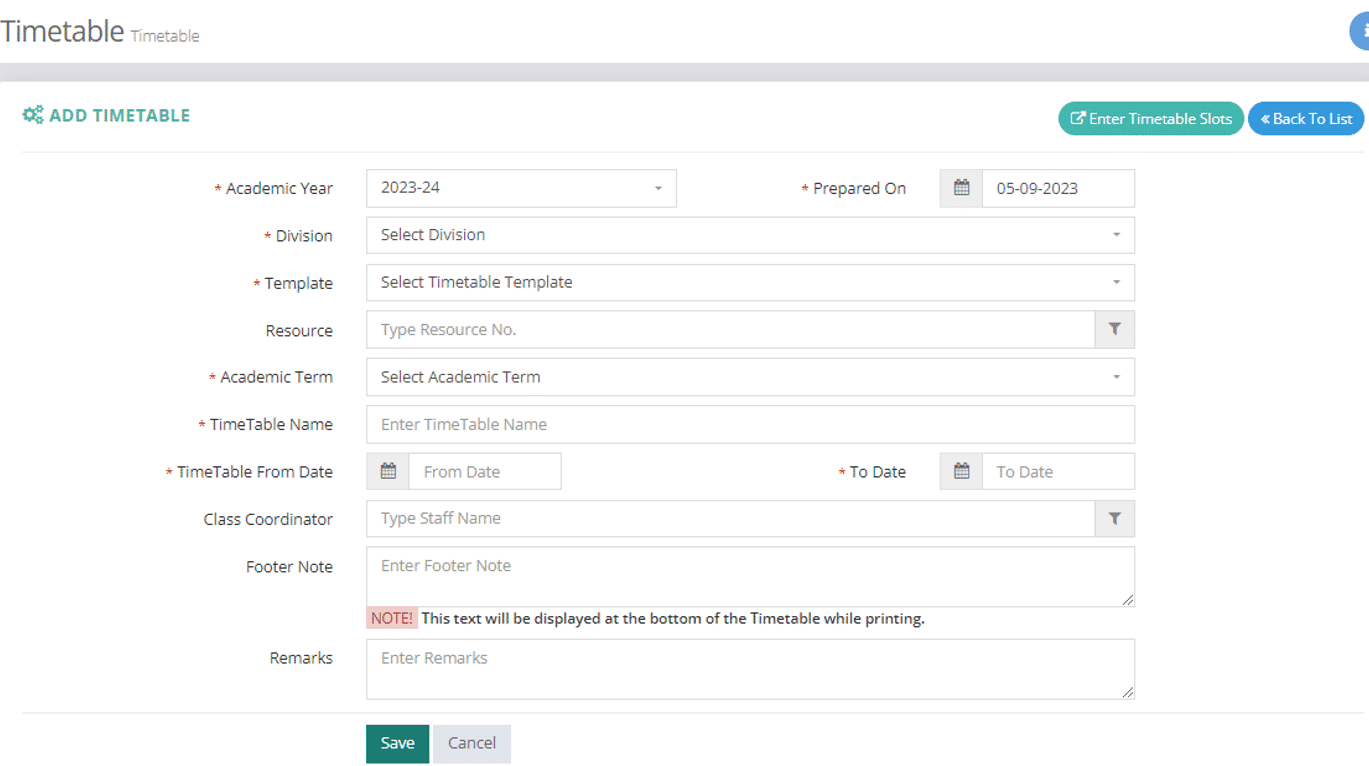 Timetable Timetable
ADD TIMETABLE
Enter Timetable Slots
« Back To List
* Academic Year
2023-24
* Prepared On
05-09-2023
* Division
Select Division
* Template
Select Timetable Template
Resource
Type Resource No.
* Academic Term
Select Academic Term
* TimeTable Name
Enter TimeTable Name
* TimeTable From Date
From Date
* To Date
To Date
Class Coordinator
Type Staff Name
Footer Note
Enter Footer Note
NOTE! This text will be displayed at the bottom of the Timetable while printing.
Remarks
Enter Remarks
Save
Cancel